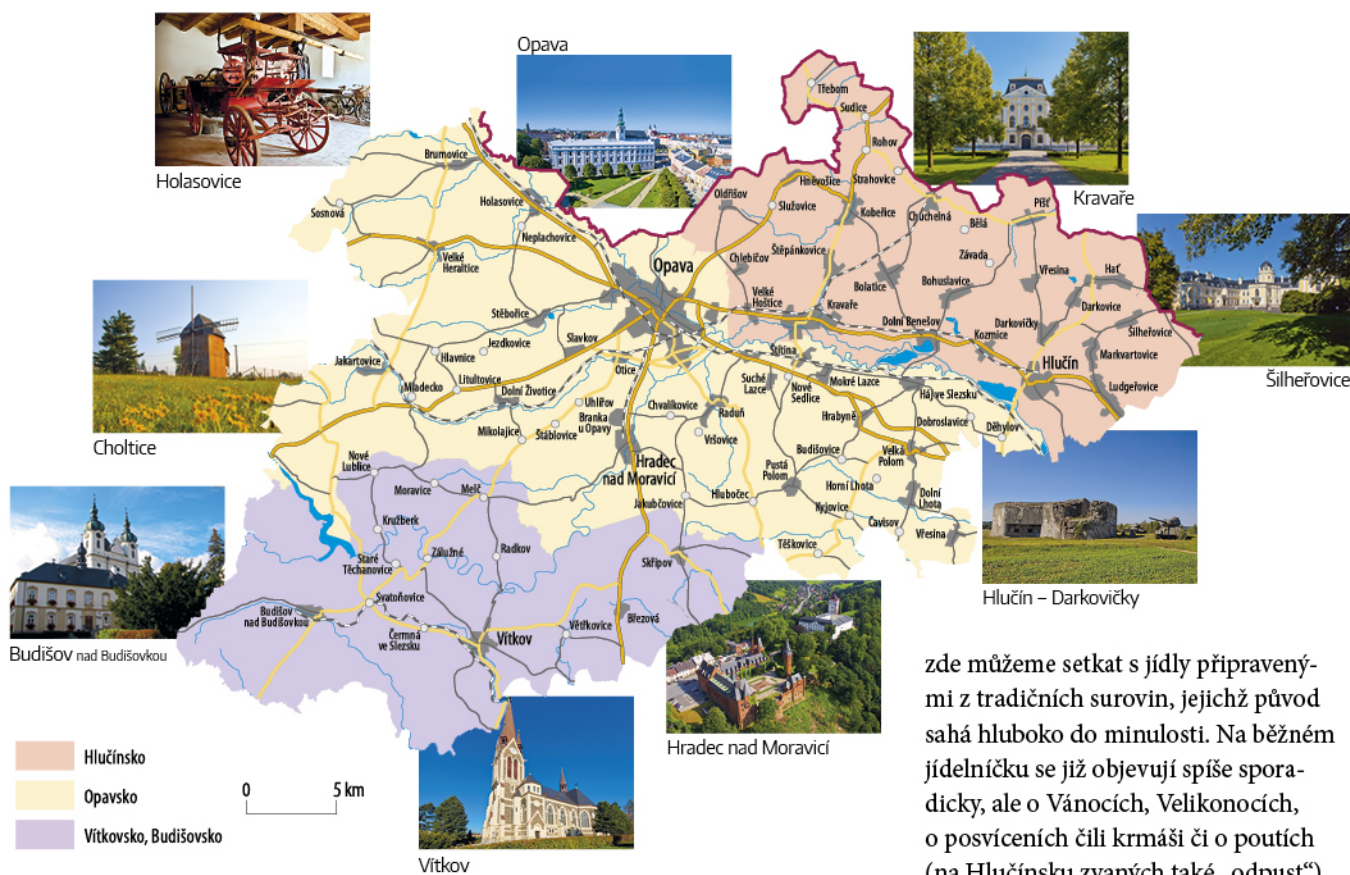 Holasovice
Opava
Kravaře
Šilheřovice
Choltice
Budišov nad Budišovkou
Vítkov
Hradec nad Moravicí
Hlučín – Darkovičky
Třebom
Sudice
Rohov
Strahovice
Hněvošice
Oldřišov
Služovice
Kobeřice
Chuchelná
Bělá
Píšť
Štěpánkovice
Závada
Chlebičov
Bolatice
Bohuslavice
Vřesina
Hať
Velké
Hoštice
Kravaře
Dolní Benešov
Darkovice
Darkovičky
Kozmice
Šilheřovice
Markvartovice
Hlučín
Ludgeřovice
Brumovice
Holasovice
Sosnová
Neplachovice
Velké
Heraltice
Opava
Stěbořice
Slavkov
Jezdkovice
Hlavnice
Jakartovice
Litultovice
Mladecko
Dolní Životice
Otice
Štítina
Suché
Lazce
Nové
Sedlice
Mokré Lazce
Háj ve Slezsku
Uhlířov
Chvalíkovice
Raduň
Hrabyně
Dobroslavice
Děhylov
Branka
u Opavy
Mikolajice
Štáblovice
Vršovice
Budišovice
Velká
Polom
Nové
Lublice
Hradec
nad Moravicí
Pustá
Polom
Horní Lhota
Moravice
Melč
Jakubčovice
Hlubočec
Dolní
Lhota
Kyjovice
Čavisov
Vřesina
Kružberk
Těškovice
Zálužné
Radkov
Staré
Těchanovice
Skřipov
Svatoňovice
Budišov
nad Budišovkou
Čermná
ve Slezsku
Vítkov
Větřkovice
Březová
Hlučínsko
Opavsko
Vítkovsko, Budišovsko
0 5 km
zde můžeme setkat s jídly připravený-
mi z tradičních surovin, jejichž původ
sahá hluboko do minulosti. Na běžném
jídelníčku se již objevují spíše spora-
dicky, ale o Vánocích, Velikonocích,
o posvíceních čili krmáši či o poutích
(na Hlučínsku zvaných také „odpust“)